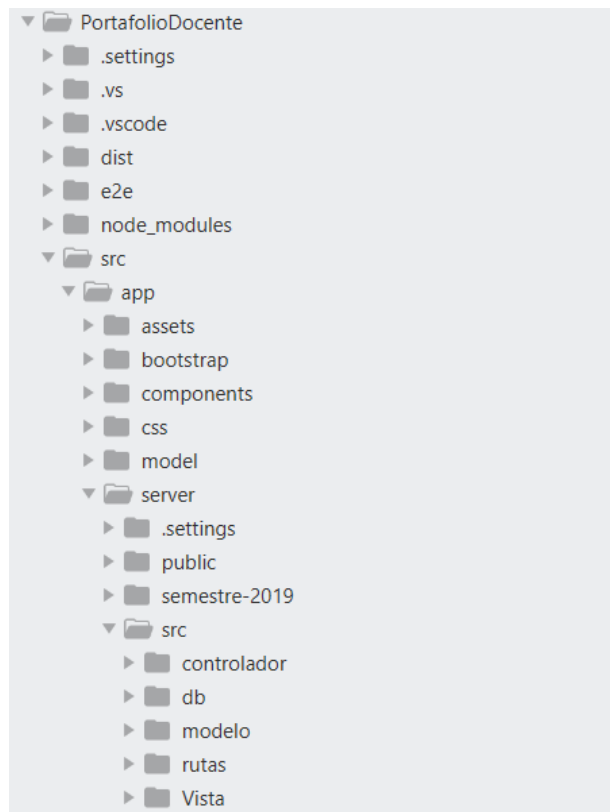 PortafolioDocente
.settings
.vs
.vscode
dist
e2e
node_modules
src
app
assets
bootstrap
components
css
model
server
.settings
public
semestre-2019
src
controlador
db
modelo
rutas
Vista